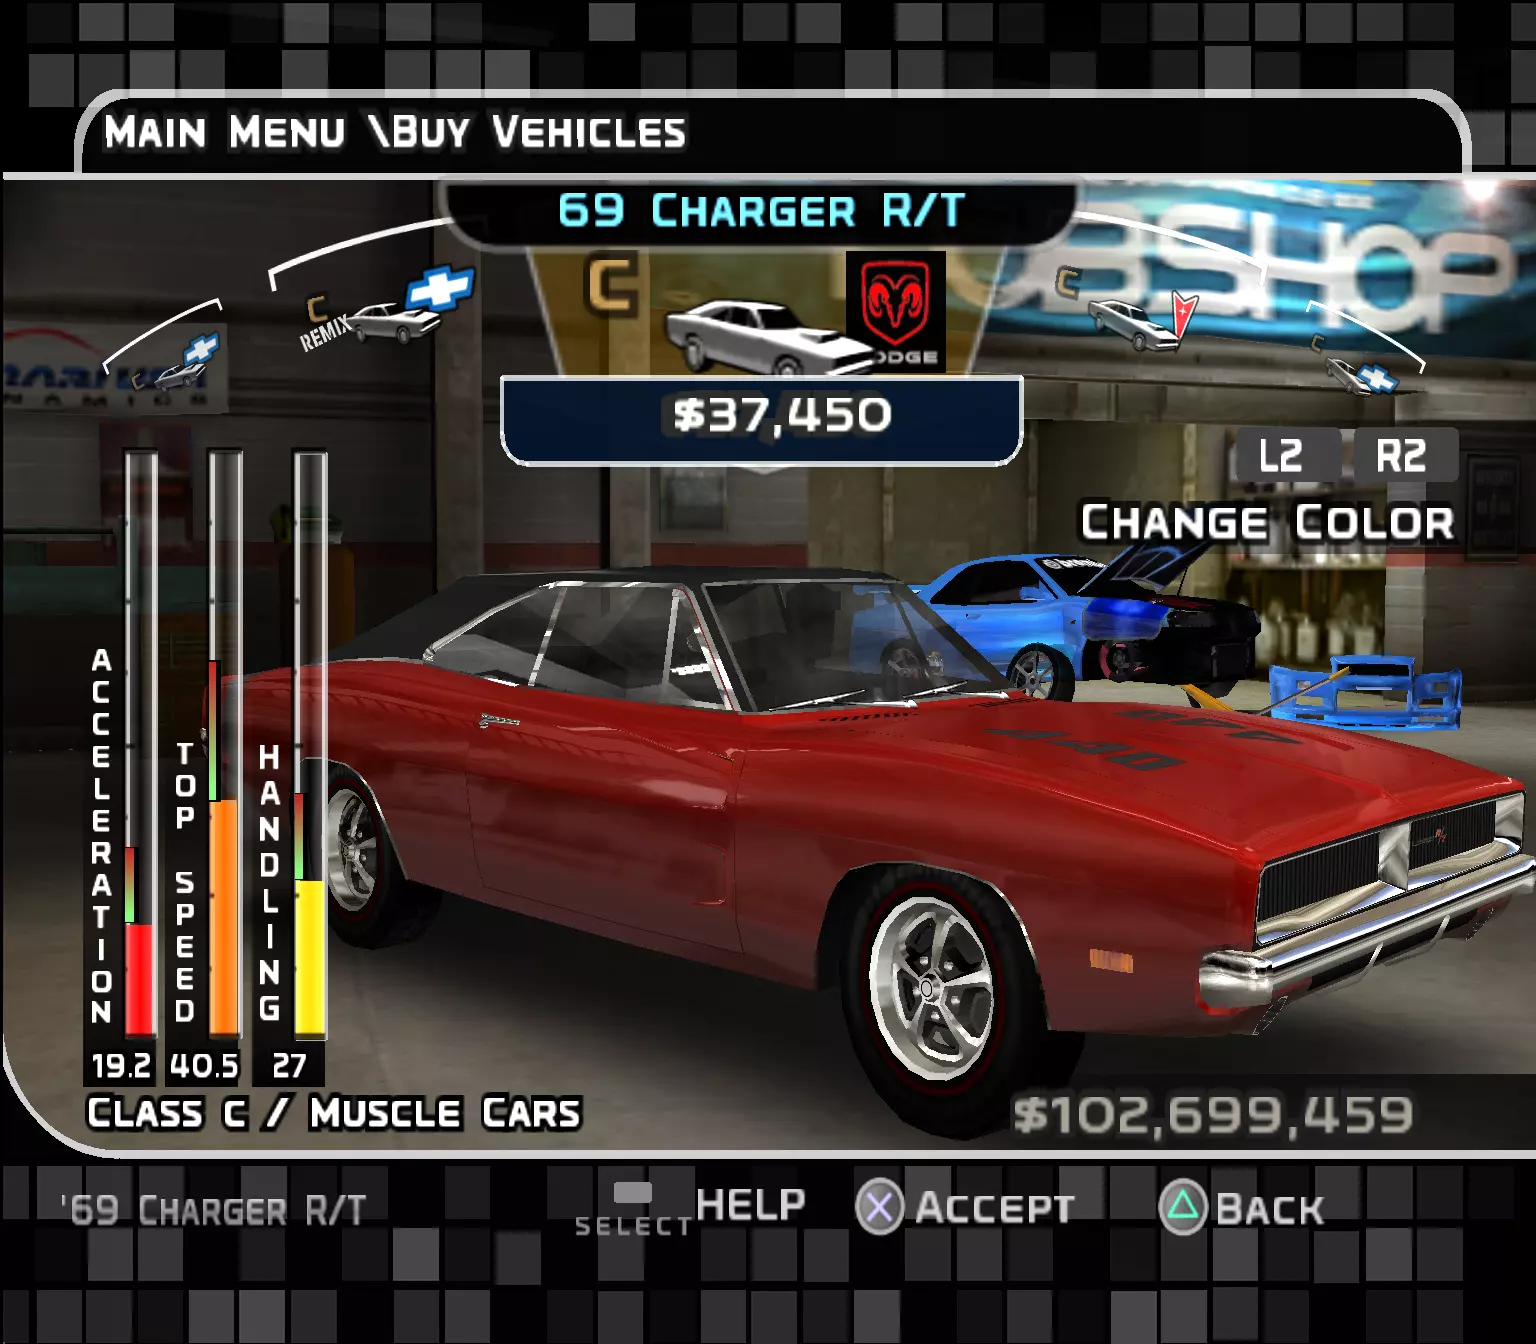 MAIN MENU \BUY VEHICLES
69 CHARGER R/T
C
REMIX
C
DODGE
C
C
C
$37,450
L2 R2
CHANGE COLOR
ACCELERATION
TOP SPEED
HANDLING
19.2 40.5 27
CLASS C / MUSCLE CARS
$102,699,459
'69 CHARGER R/T
SELECT HELP
ACCEPT
BACK